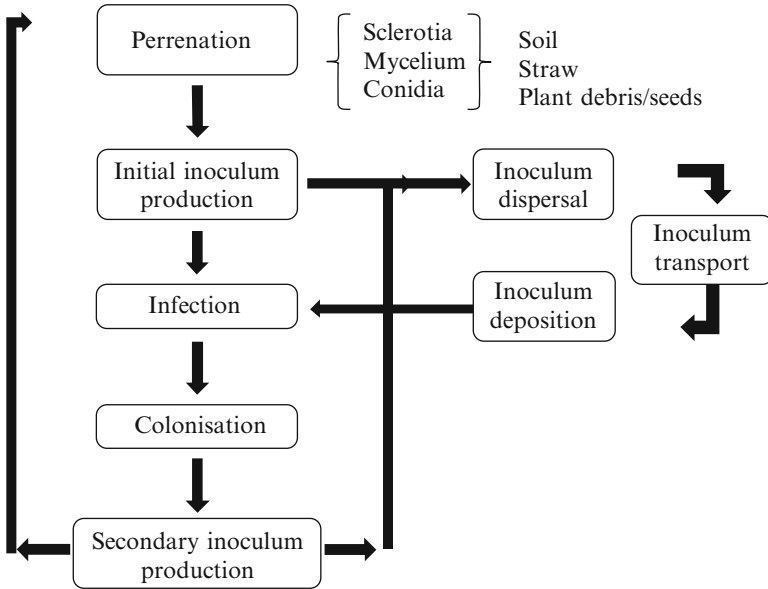 Perrenation
Sclerotia
Mycelium
Conidia
Soil
Straw
Plant debris/seeds
Initial inoculum
production
Inoculum
dispersal
Inoculum
transport
Infection
Inoculum
deposition
Colonisation
Secondary inoculum
production